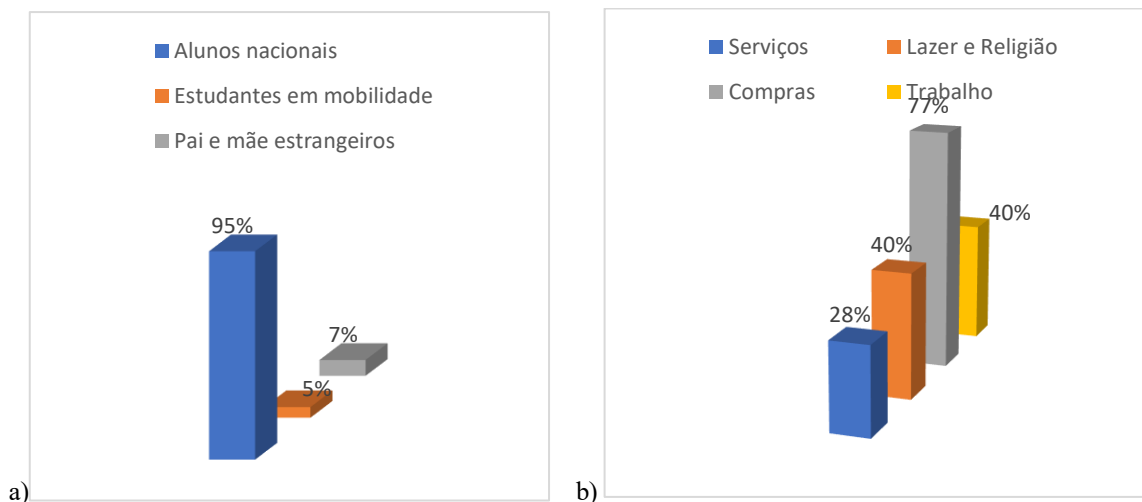 Alunos nacionais
Estudantes em mobilidade
Pai e mãe estrangeiros
95%
7%
5%
a)
Serviços Lazer e Religião
Compras Trabalho
77%
40%
40%
28%
b)